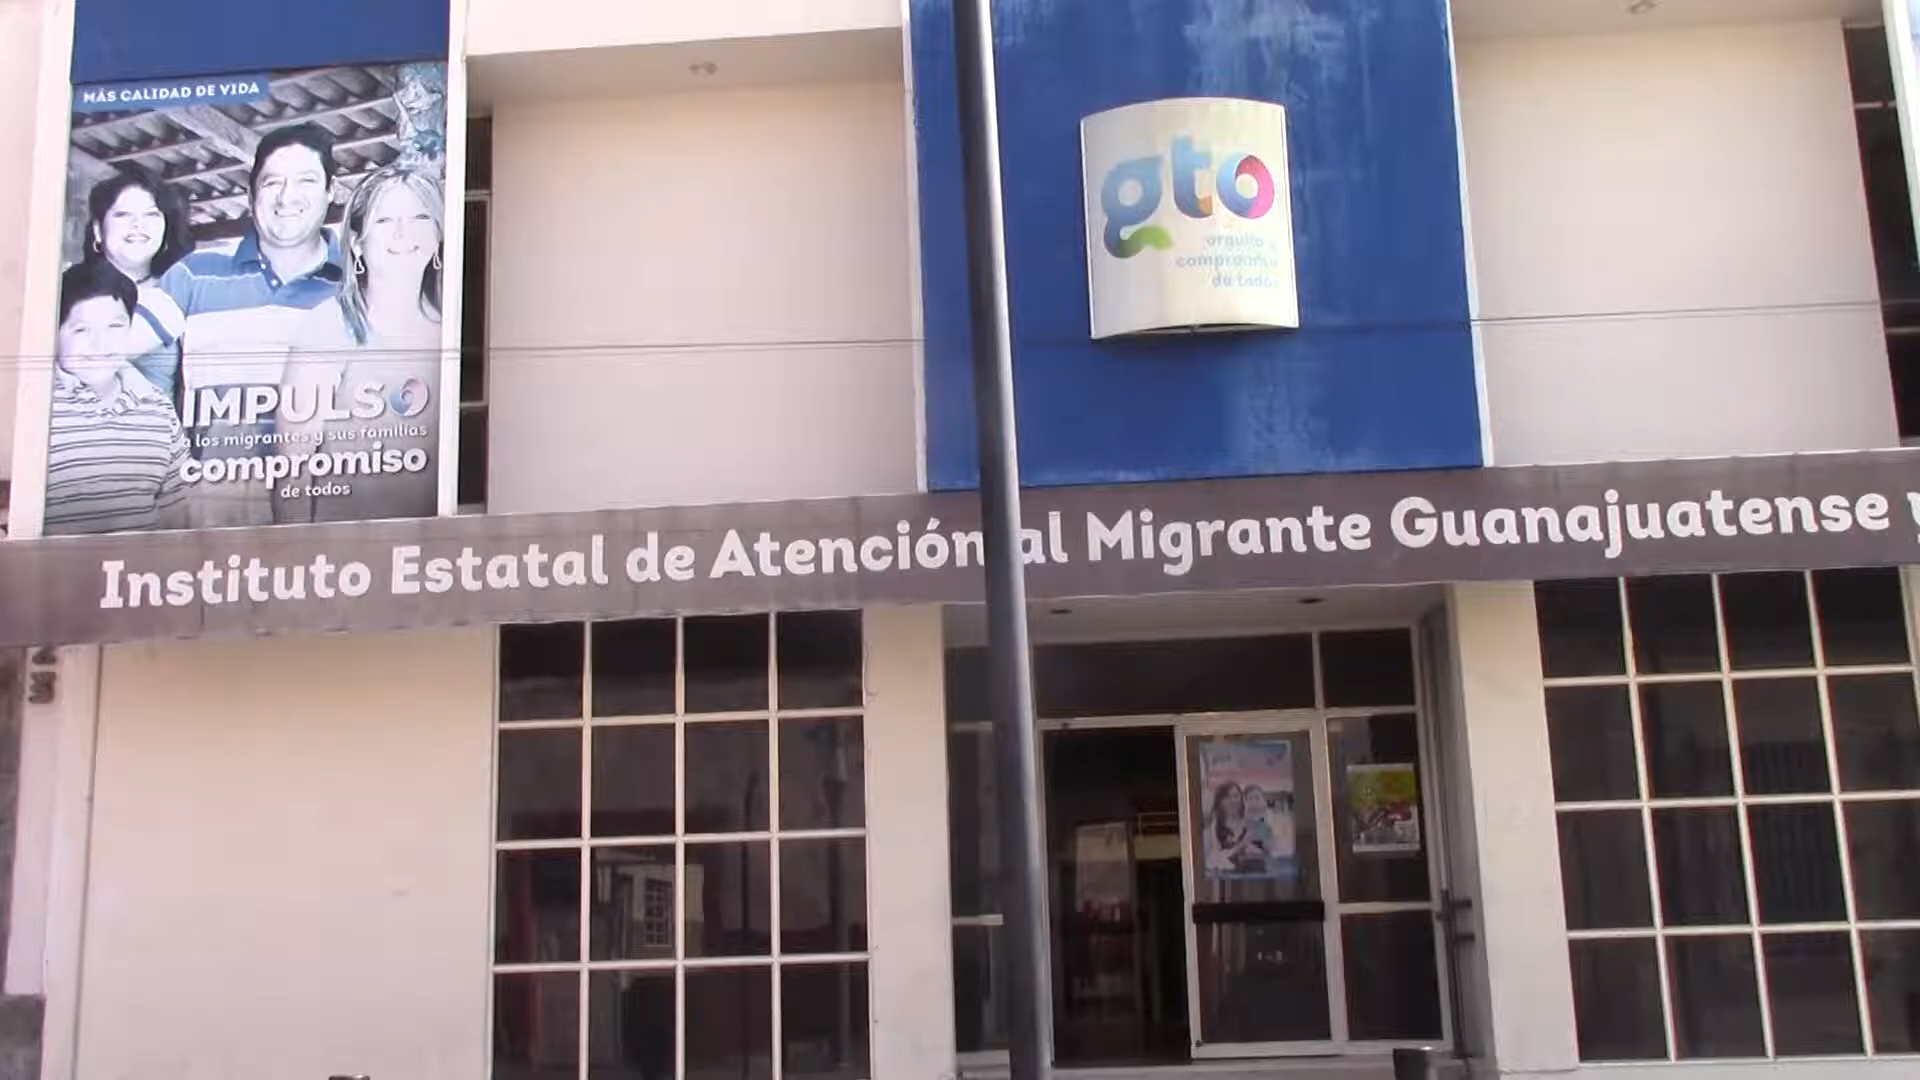 MÁS CALIDAD DE VIDA
IMPULSO
a los migrantes y sus familias
compromiso
de todos
gto
orgullo y
compromiso
de todos
Instituto Estatal de Atención al Migrante Guanajuatense y